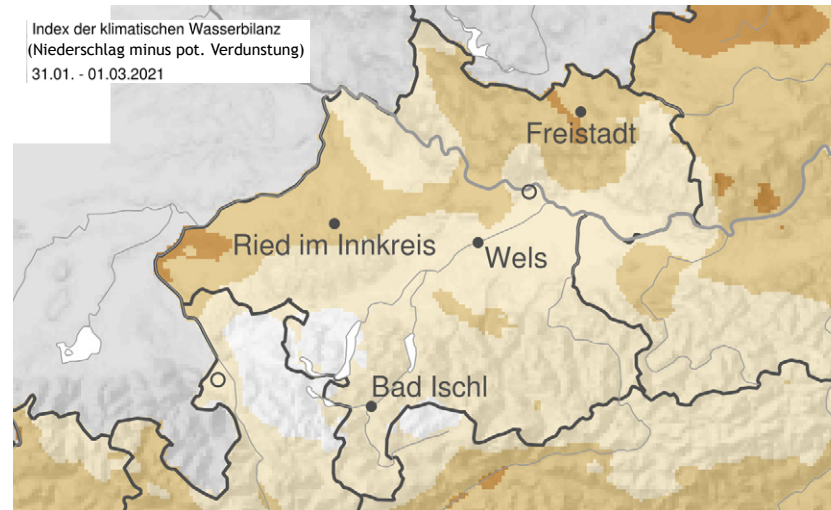 Index der klimatischen Wasserbilanz
(Niederschlag minus pot. Verdunstung)
31.01. - 01.03.2021
Freistadt
Ried im Innkreis
Wels
Bad Ischl